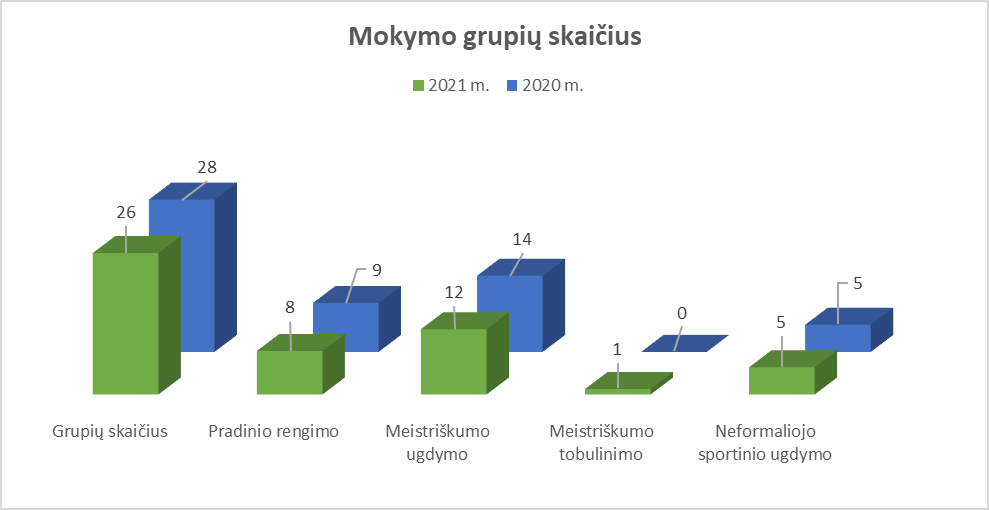 Mokymo grupių skaičius
2021 m. 2020 m.
28
26
9
8
14
12
0
1
5
5
Grupių skaičius
Pradinio rengimo
Meistriškumo
ugdymo
Meistriškumo
tobulinimo
Neformaliojo
sportinio ugdymo